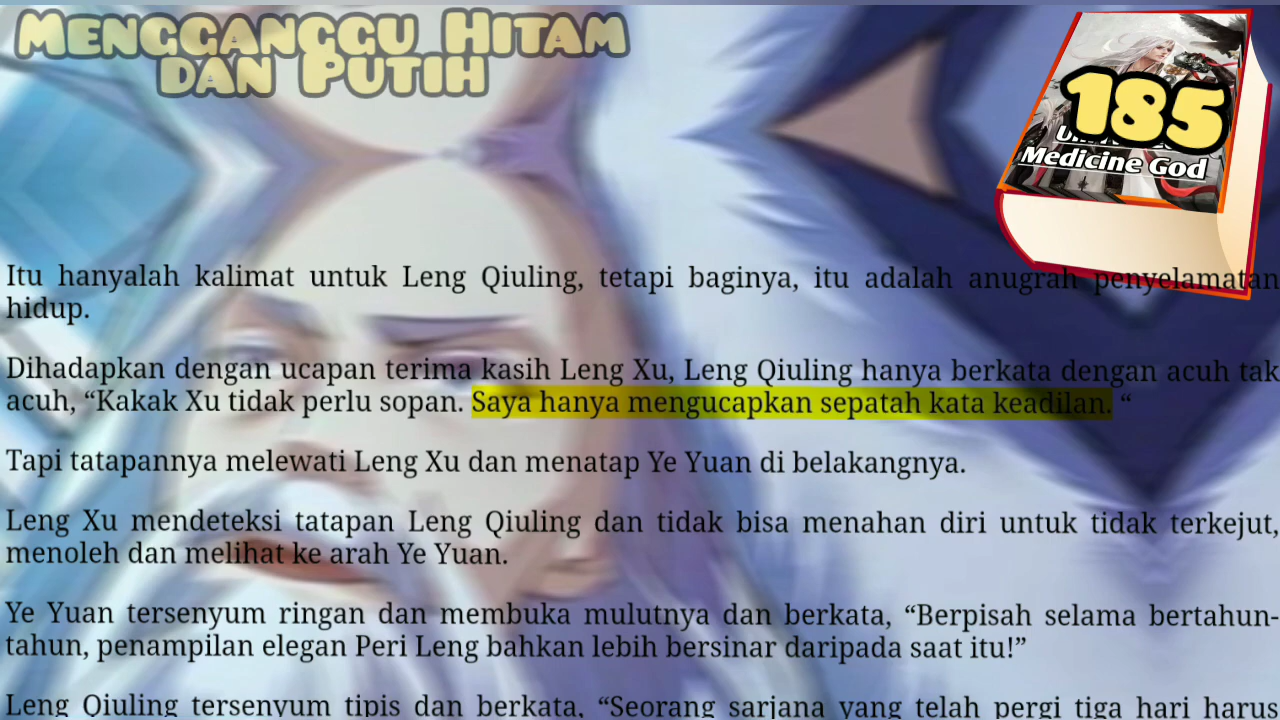 Mengganggu Hitam
dan Putih
185
Medicine God
Itu hanyalah kalimat untuk Leng Qiuling, tetapi baginya, itu adalah anugrah penyelamatan
hidup.
Dihadapkan dengan ucapan terima kasih Leng Xu, Leng Qiuling hanya berkata dengan acuh tak
acuh, “Kakak Xu tidak perlu sopan. Saya hanya mengucapkan sepatah kata keadilan. “
Tapi tatapannya melewati Leng Xu dan menatap Ye Yuan di belakangnya.
Leng Xu mendeteksi tatapan Leng Qiuling dan tidak bisa menahan diri untuk tidak terkejut,
menoleh dan melihat ke arah Ye Yuan.
Ye Yuan tersenyum ringan dan membuka mulutnya dan berkata, “Berpisah selama bertahun-
tahun, penampilan elegan Peri Leng bahkan lebih bersinar daripada saat itu!”
Leng Qiuling tersenyum tipis dan berkata, “Seorang sarjana yang telah pergi tiga hari harus